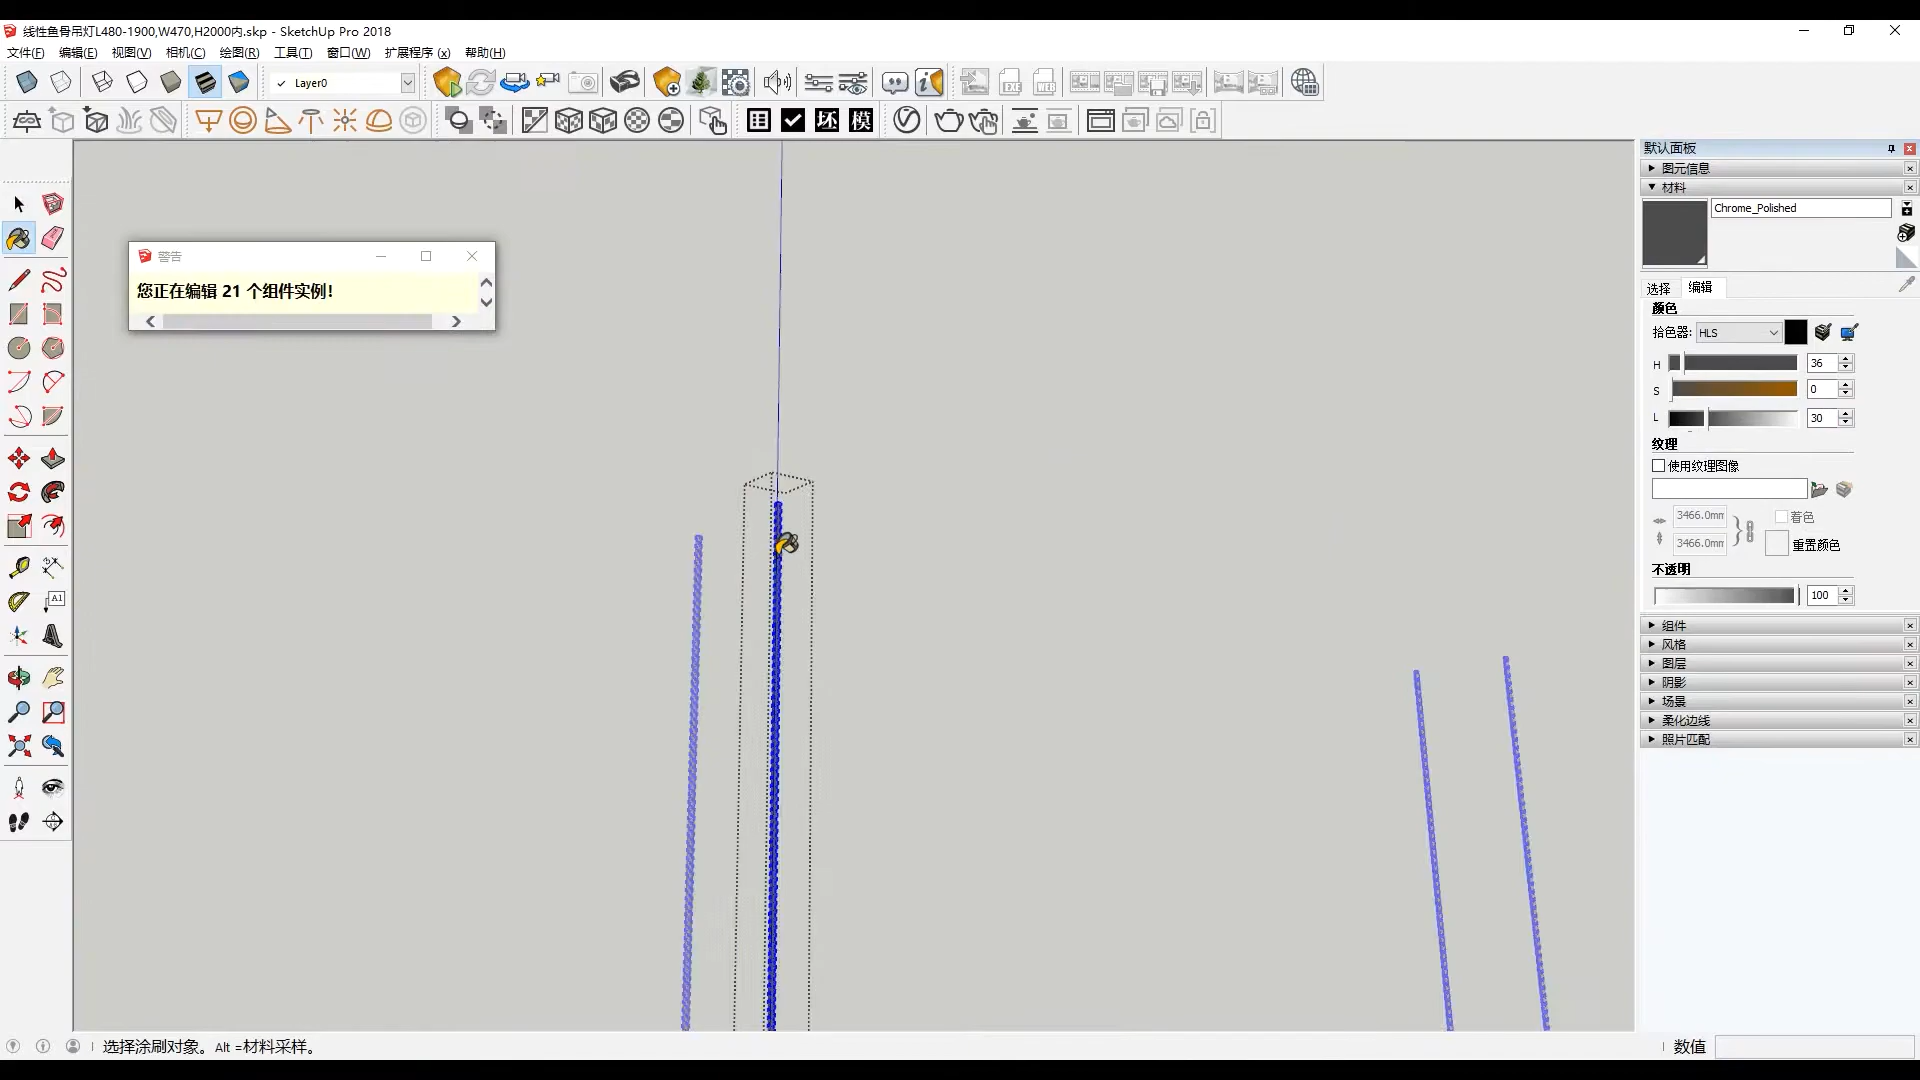 线性鱼骨吊灯L480-1900,W470,H2000内.skp - SketchUp Pro 2018
文件(F) 编辑(E) 视图(V) 相机(C) 绘图(R) 工具(T) 窗口(W) 扩展程序 (x) 帮助(H)
Layer0
EXE
WEB
坯 模
默认面板
图元信息
材料
Chrome_Polished
警告
您正在编辑 21 个组件实例!
选择 编辑
颜色
拾色器: HLS
H 36
S 0
L 30
纹理
使用纹理图像
3466.0mm 着色
3466.0mm 重置颜色
不透明
100
A1
组件
风格
图层
阴影
场景
柔化边线
照片匹配
选择涂刷对象。Alt =材料采样。
数值